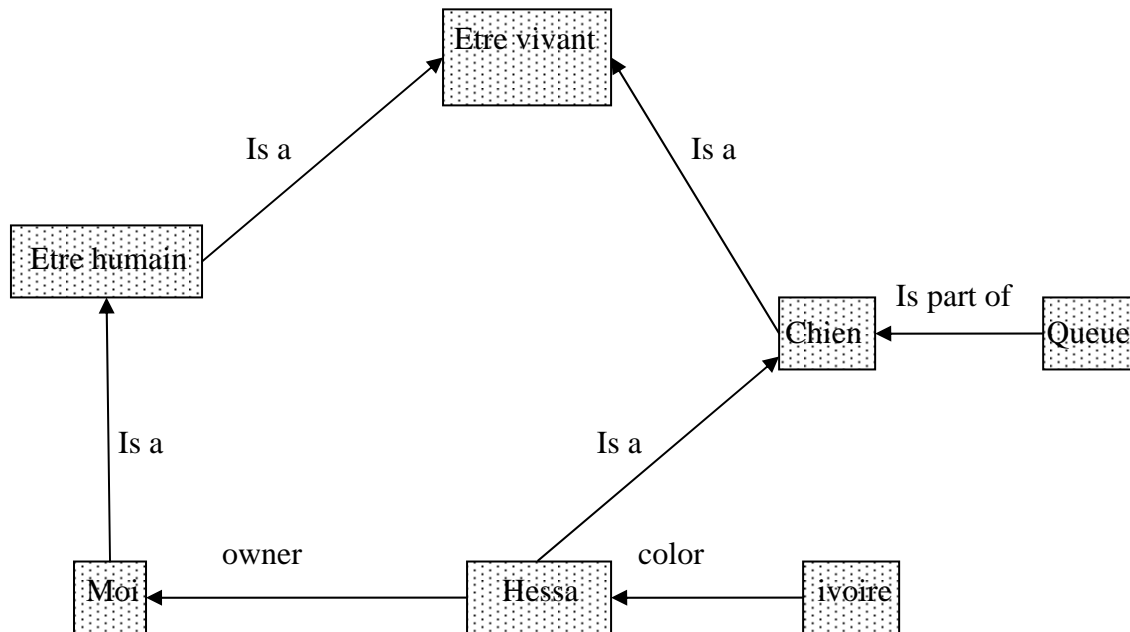 Etre vivant
Is a
Is a
Etre humain
Is part of
Chien
Queue
Is a
Is a
owner
color
Moi
Hessa
ivoire